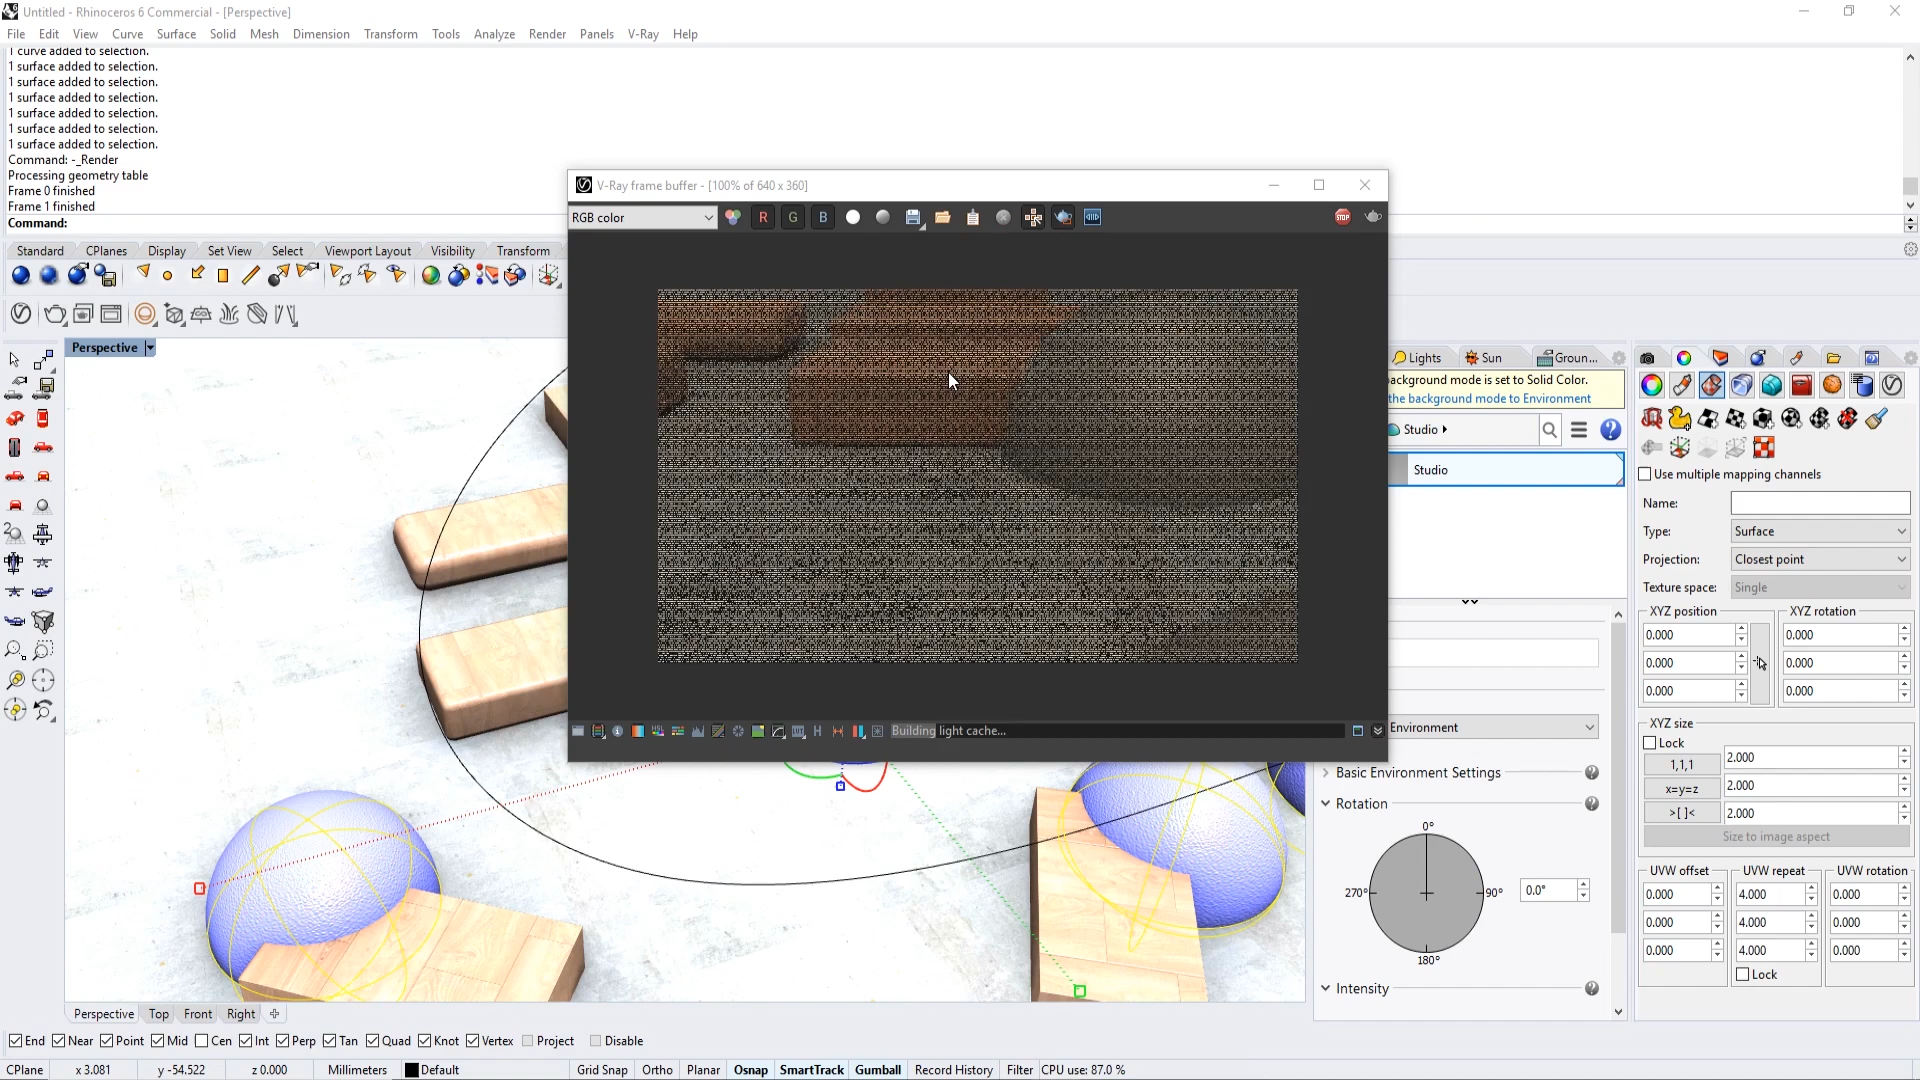 Untitled - Rhinoceros 6 Commercial - [Perspective]
File Edit View Curve Surface Solid Mesh Dimension Transform Tools Analyze Render Panels V-Ray Help
1 curve added to selection.
1 surface added to selection.
1 surface added to selection.
1 surface added to selection.
1 surface added to selection.
1 surface added to selection.
1 surface added to selection.
Command: -_Render
Processing geometry table
Frame 0 finished
Frame 1 finished
Command:
V-Ray frame buffer - [100% of 640 x 360]
RGB color
R G B
STOP
Standard CPlanes Display Set View Select Viewport Layout Visibility Transform
Perspective
Building light cache...
H
Lights Sun Groun...
ackground mode is set to Solid Color.
the background mode to Environment
Studio
Studio
Environment
Basic Environment Settings
Rotation
0°
270° 90° 0.0°
180°
Intensity
Use multiple mapping channels
Name:
Type: Surface
Projection: Closest point
Texture space: Single
XYZ position XYZ rotation
0.000 0.000
0.000 0.000
0.000 0.000
XYZ size
Lock
1,1,1 2.000
x=y=z 2.000
>[ ]< 2.000
Size to image aspect
UVW offset UVW repeat UVW rotation
0.000 4.000 0.000
0.000 4.000 0.000
0.000 4.000 0.000
Lock
Perspective Top Front Right
End Near Point Mid Cen Int Perp Tan Quad Knot Vertex Project Disable
CPlane x 3.081 y -54.522 z 0.000 Millimeters Default Grid Snap Ortho Planar Osnap SmartTrack Gumball Record History Filter CPU use: 87.0 %